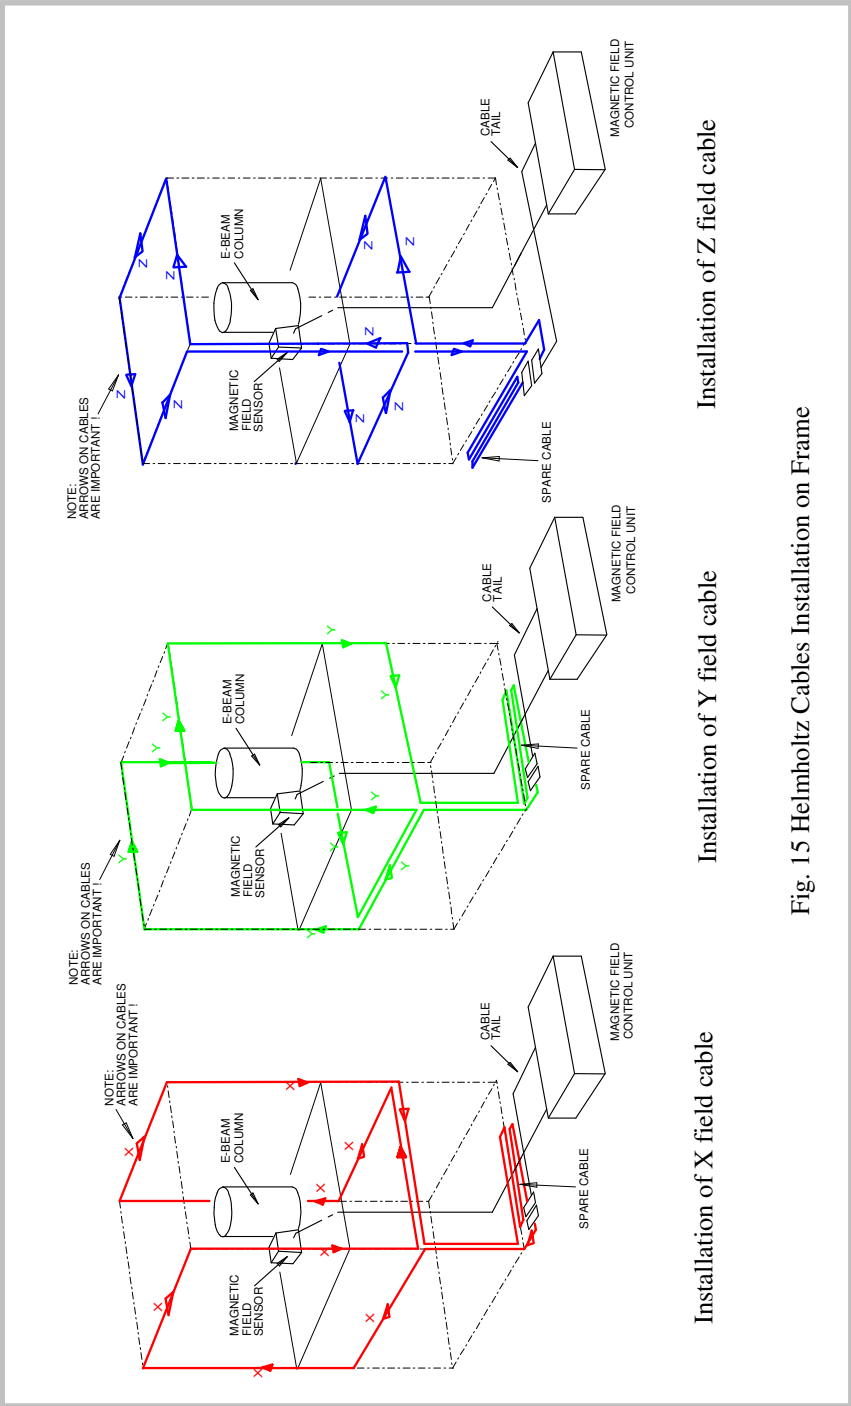 NOTE:
ARROWS ON CABLES
ARE IMPORTANT !
X
X
X
X
X
X
X
X
E-BEAM
COLUMN
MAGNETIC
FIELD
SENSOR
CABLE
TAIL
SPARE CABLE
MAGNETIC FIELD
CONTROL UNIT
Installation of X field cable
NOTE:
ARROWS ON CABLES
ARE IMPORTANT !
Y
Y
Y
Y
Y
Y
Y
Y
Y
E-BEAM
COLUMN
MAGNETIC
FIELD
SENSOR
CABLE
TAIL
SPARE CABLE
MAGNETIC FIELD
CONTROL UNIT
Installation of Y field cable
NOTE:
ARROWS ON CABLES
ARE IMPORTANT !
Z
Z
Z
Z
Z
Z
Z
Z
Z
E-BEAM
COLUMN
MAGNETIC
FIELD
SENSOR
CABLE
TAIL
SPARE CABLE
MAGNETIC FIELD
CONTROL UNIT
Installation of Z field cable
Fig. 15 Helmholtz Cables Installation on Frame